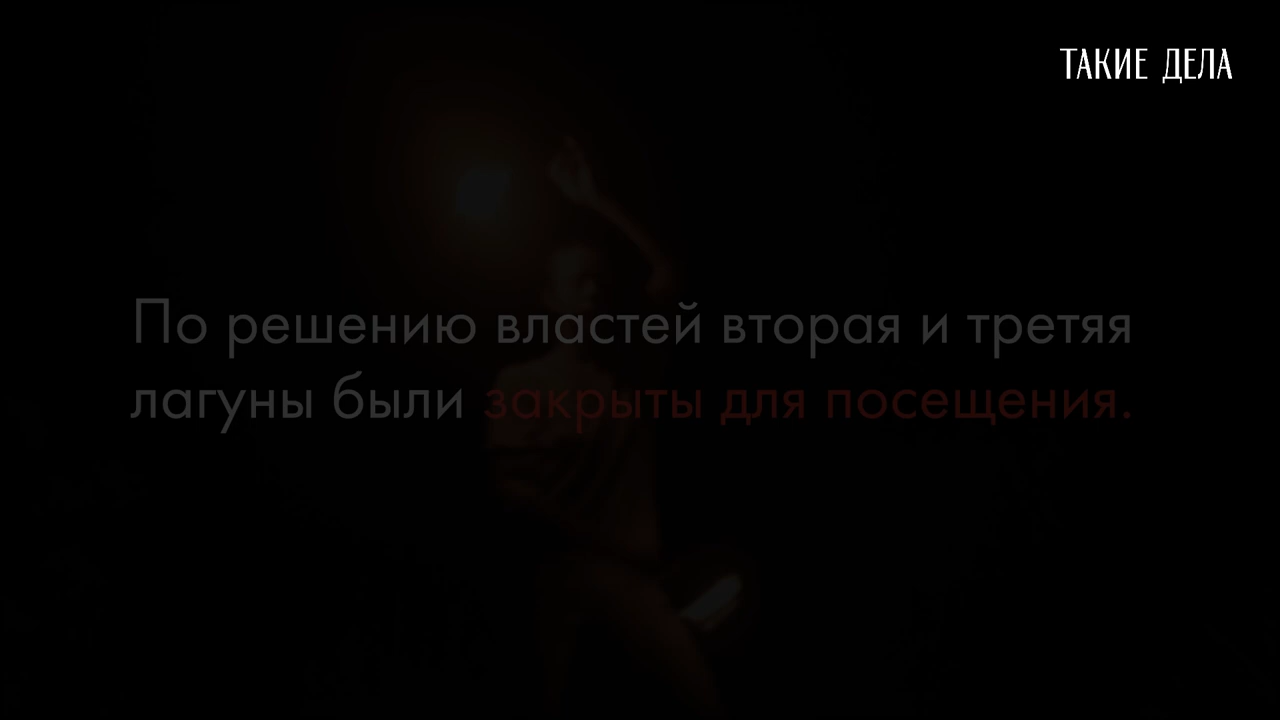 ТАКИЕ ДЕЛА
По решению властей вторая и третяя
лагуны были закрыты для посещения.